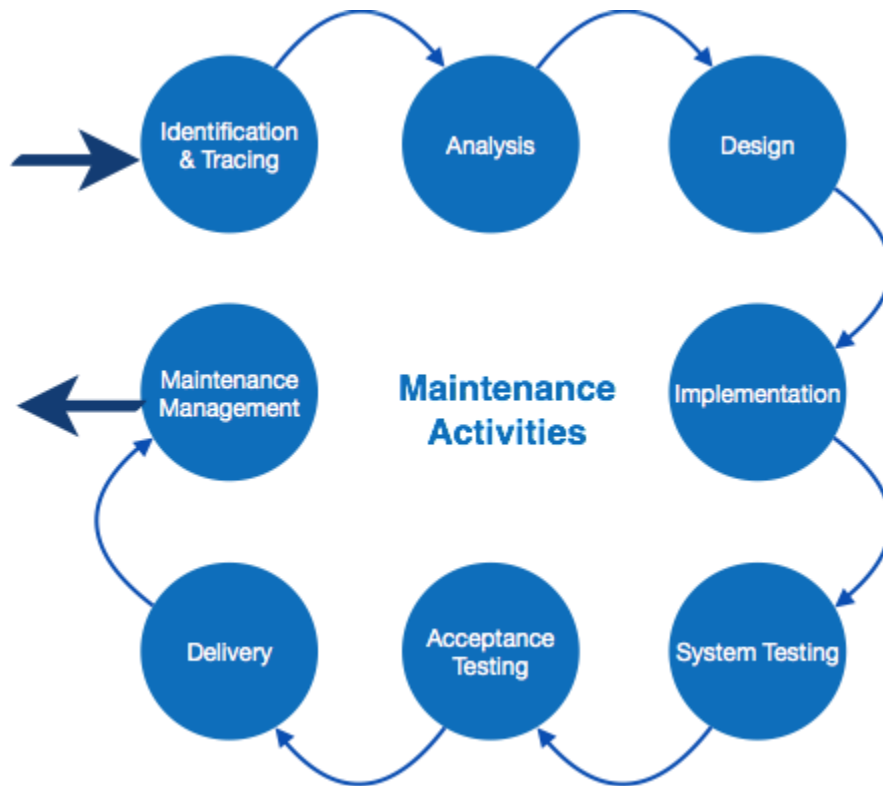 Identification
& Tracing
Analysis
Design
Implementation
System Testing
Acceptance
Testing
Delivery
Maintenance
Management
Maintenance
Activities